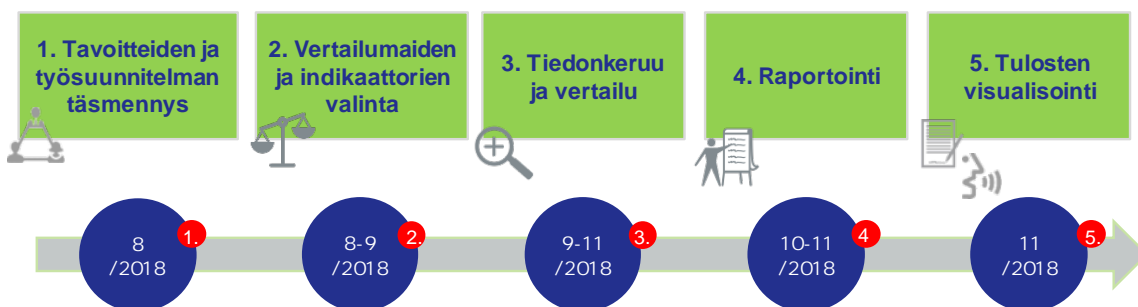 1. Tavoitteiden ja
työsuunnitelman
täsmennys
2. Vertailumaiden
ja indikaattorien
valinta
3. Tiedonkeruu
ja vertailu
4. Raportointi
5. Tulosten
visualisointi
8
/2018
1.
8-9
/2018
2.
9-11
/2018
3.
10-11
/2018
4
11
/2018
5.